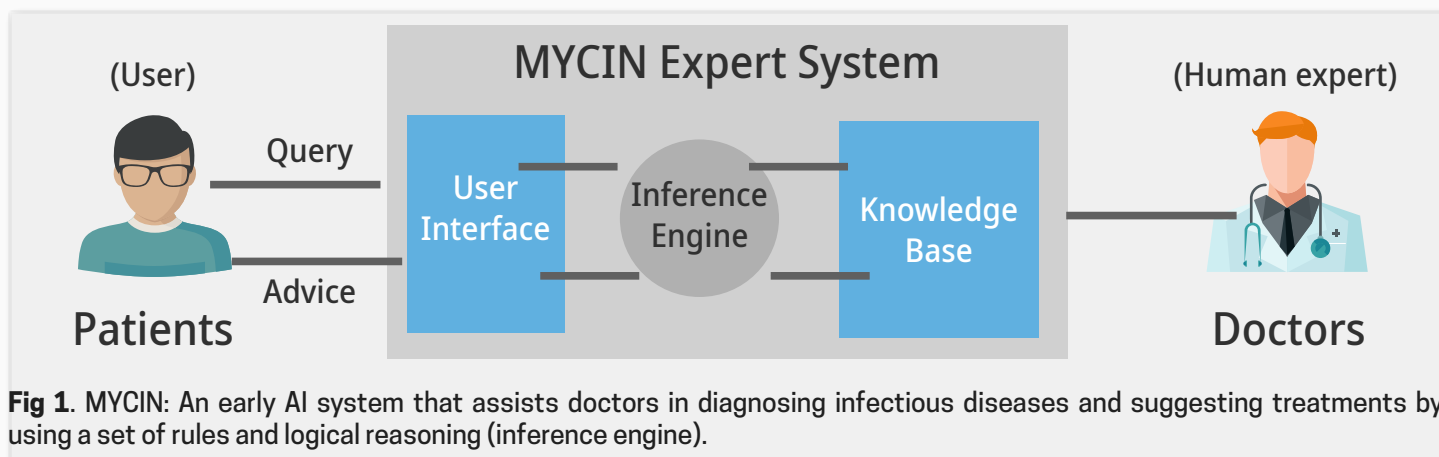 MYCIN Expert System
(User)
(Human expert)
Query
User
Interface
Inference
Engine
Knowledge
Base
Advice
Patients
Doctors
Fig 1. MYCIN: An early AI system that assists doctors in diagnosing infectious diseases and suggesting treatments by
using a set of rules and logical reasoning (inference engine).